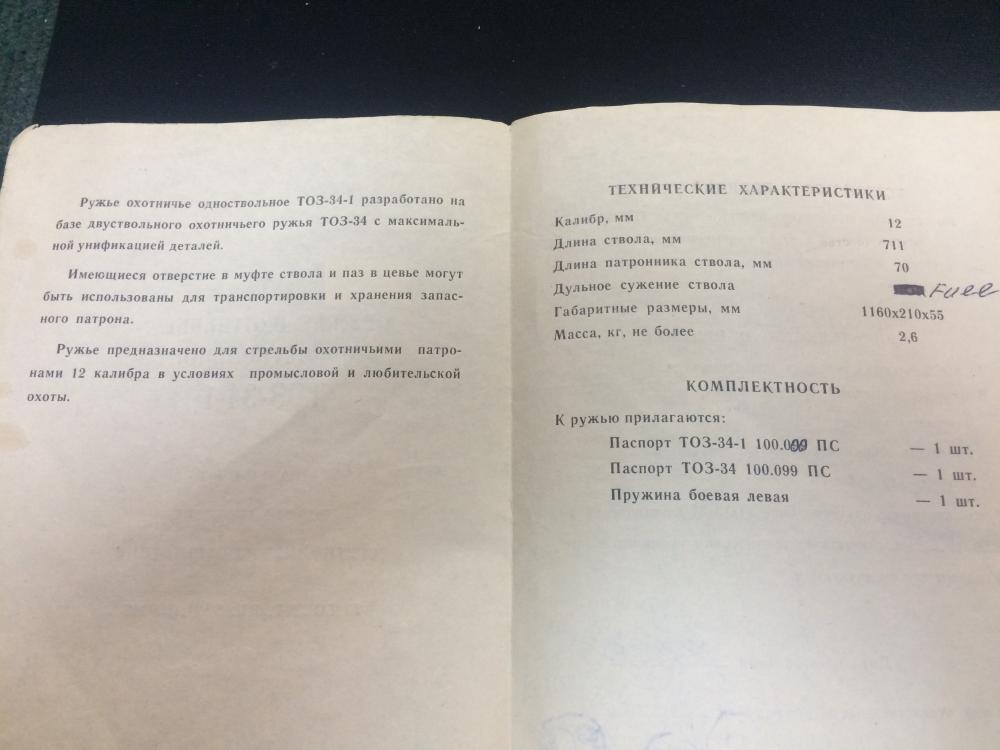 Ружье охотничье одноствольное ТОЗ-34-1 разработано на
базе двуствольного охотничьего ружья ТОЗ-34 с максималь-
ной унификацией деталей.
Имеющиеся отверстие в муфте ствола и паз в цевье могут
быть использованы для транспортировки и хранения запас-
ного патрона.
Ружье предназначено для стрельбы охотничьими патро-
нами 12 калибра в условиях промысловой и любительской
охоты.
ТЕХНИЧЕСКИЕ ХАРАКТЕРИСТИКИ
Калибр, мм 12
Длина ствола, мм 711
Длина патронника ствола, мм 70
Дульное сужение ствола Full
Габаритные размеры, мм 1160х210х55
Масса, кг, не более 2,6
КОМПЛЕКТНОСТЬ
К ружью прилагаются:
Паспорт ТОЗ-34-1 100.099 ПС — 1 шт.
Паспорт ТОЗ-34 100.099 ПС — 1 шт.
Пружина боевая левая — 1 шт.